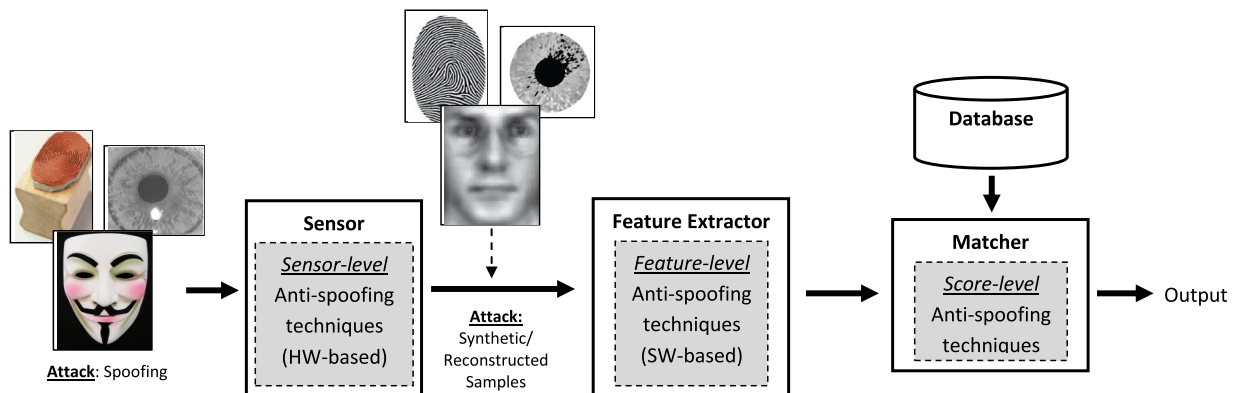 Attack: Spoofing
Sensor
Sensor-level
Anti-spoofing
techniques
(HW-based)
Attack:
Synthetic/
Reconstructed
Samples
Feature Extractor
Feature-level
Anti-spoofing
techniques
(SW-based)
Database
Matcher
Score-level
Anti-spoofing
techniques
Output